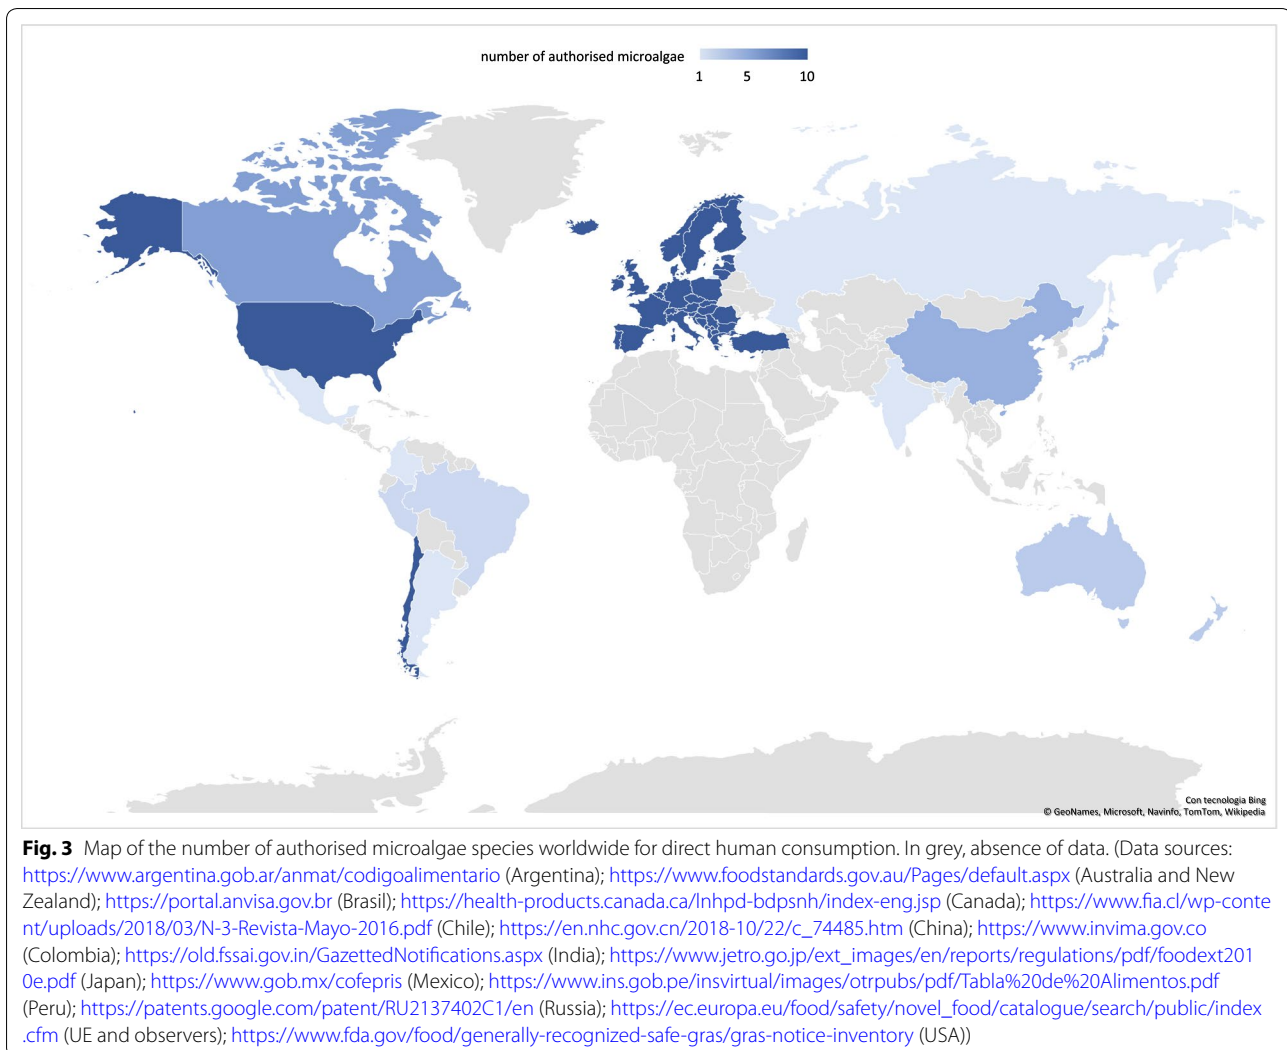 number of authorised microalgae
1 5 10
Con tecnologia Bing
© GeoNames, Microsoft, Navinfo, TomTom, Wikipedia
Fig. 3 Map of the number of authorised microalgae species worldwide for direct human consumption. In grey, absence of data. (Data sources:
https://www.argentina.gob.ar/anmat/codigoalimentario (Argentina); https://www.foodstandards.gov.au/Pages/default.aspx (Australia and New
Zealand); https://portal.anvisa.gov.br (Brasil); https://health-products.canada.ca/lnhpd-bdpsnh/index-eng.jsp (Canada); https://www.fia.cl/wp-conte
nt/uploads/2018/03/N-3-Revista-Mayo-2016.pdf (Chile); https://en.nhc.gov.cn/2018-10/22/c_74485.htm (China); https://www.invima.gov.co
(Colombia); https://old.fssai.gov.in/GazettedNotifications.aspx (India); https://www.jetro.go.jp/ext_images/en/reports/regulations/pdf/foodext201
0e.pdf (Japan); https://www.gob.mx/cofepris (Mexico); https://www.ins.gob.pe/insvirtual/images/otrpubs/pdf/Tabla%20de%20Alimentos.pdf
(Peru); https://patents.google.com/patent/RU2137402C1/en (Russia); https://ec.europa.eu/food/safety/novel_food/catalogue/search/public/index
.cfm (UE and observers); https://www.fda.gov/food/generally-recognized-safe-gras/gras-notice-inventory (USA))